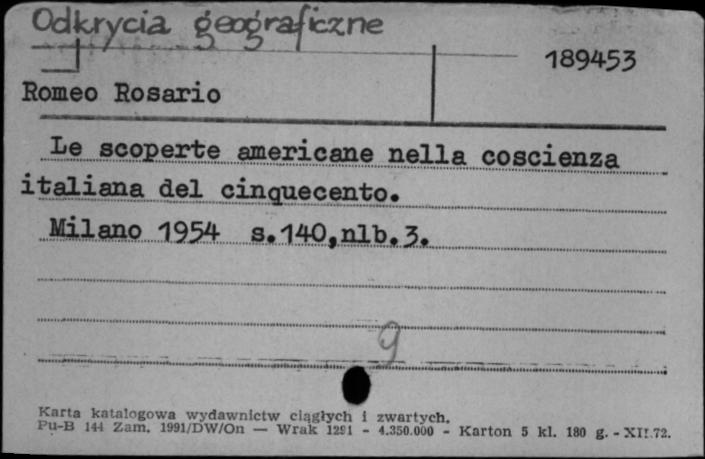 Odkrycia geograficzne
189453
Romeo Rosario
Le scoperte americane nella coscienza
italiana del cinquecento.
Milano 1954 s.140,nlb.3.
9
Karta katalogowa wydawnictw ciągłych i zwartych.
Pu-B 144 Zam. 1991/DW/On — Wrak 1291 - 4.350.000 - Karton 5 kl. 180 g. - XII.72.